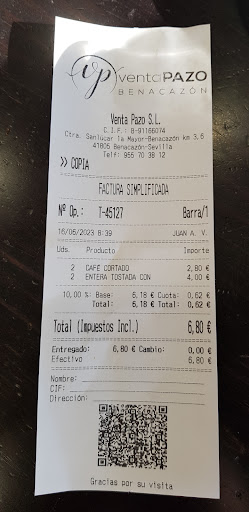 vp ventaPAZO
BENACAZÓN
Venta Pazo S.L.
C.I.F.: B-91166074
Ctra. Sanlúcar la Mayor-Benacazón km 3,6
41805 Benacazón-Sevilla
Telf: 955 70 38 12
>> COPIA
FACTURA SIMPLIFICADA
Nº Op.: T-45127 Barra/1
16/05/2023 8:39 JUAN A. V.
Uds. Producto Importe
2 CAFÉ CORTADO 2,80 €
2 ENTERA TOSTADA CON 4,00 €
10,00 % Base: 6,18 € Cuota: 0,62 €
Total: 6,18 € Total: 0,62 €
Total (Impuestos Incl.) 6,80 €
Entregado: 6,80 € Cambio: 0,00 €
Efectivo 6,80 €
Nombre:
CIF:
Dirección:
Gracias por su visita